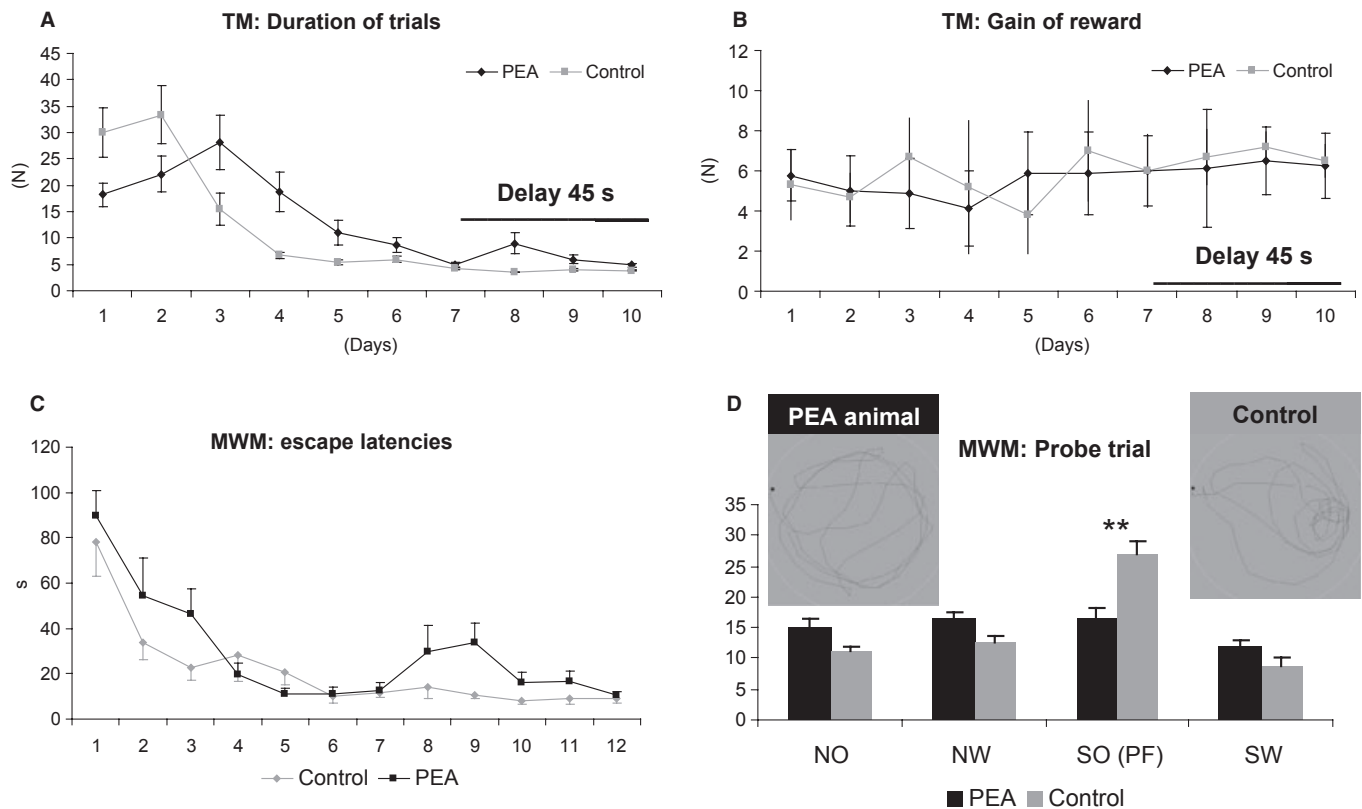 A
TM: Duration of trials
45
40
35
30
25
20
15
10
5
0
(N)
PEA Control
Delay 45 s
1 2 3 4 5 6 7 8 9 10
(Days)
B
TM: Gain of reward
12
10
8
6
4
2
0
(N)
PEA Control
Delay 45 s
1 2 3 4 5 6 7 8 9 10
(Days)
C
MWM: escape latencies
120
100
80
60
40
20
0
s
1 2 3 4 5 6 7 8 9 10 11 12
Control PEA
D
PEA animal
Control
MWM: Probe trial
35
30
25
20
15
10
5
0
**
NO NW SO (PF) SW
PEA Control